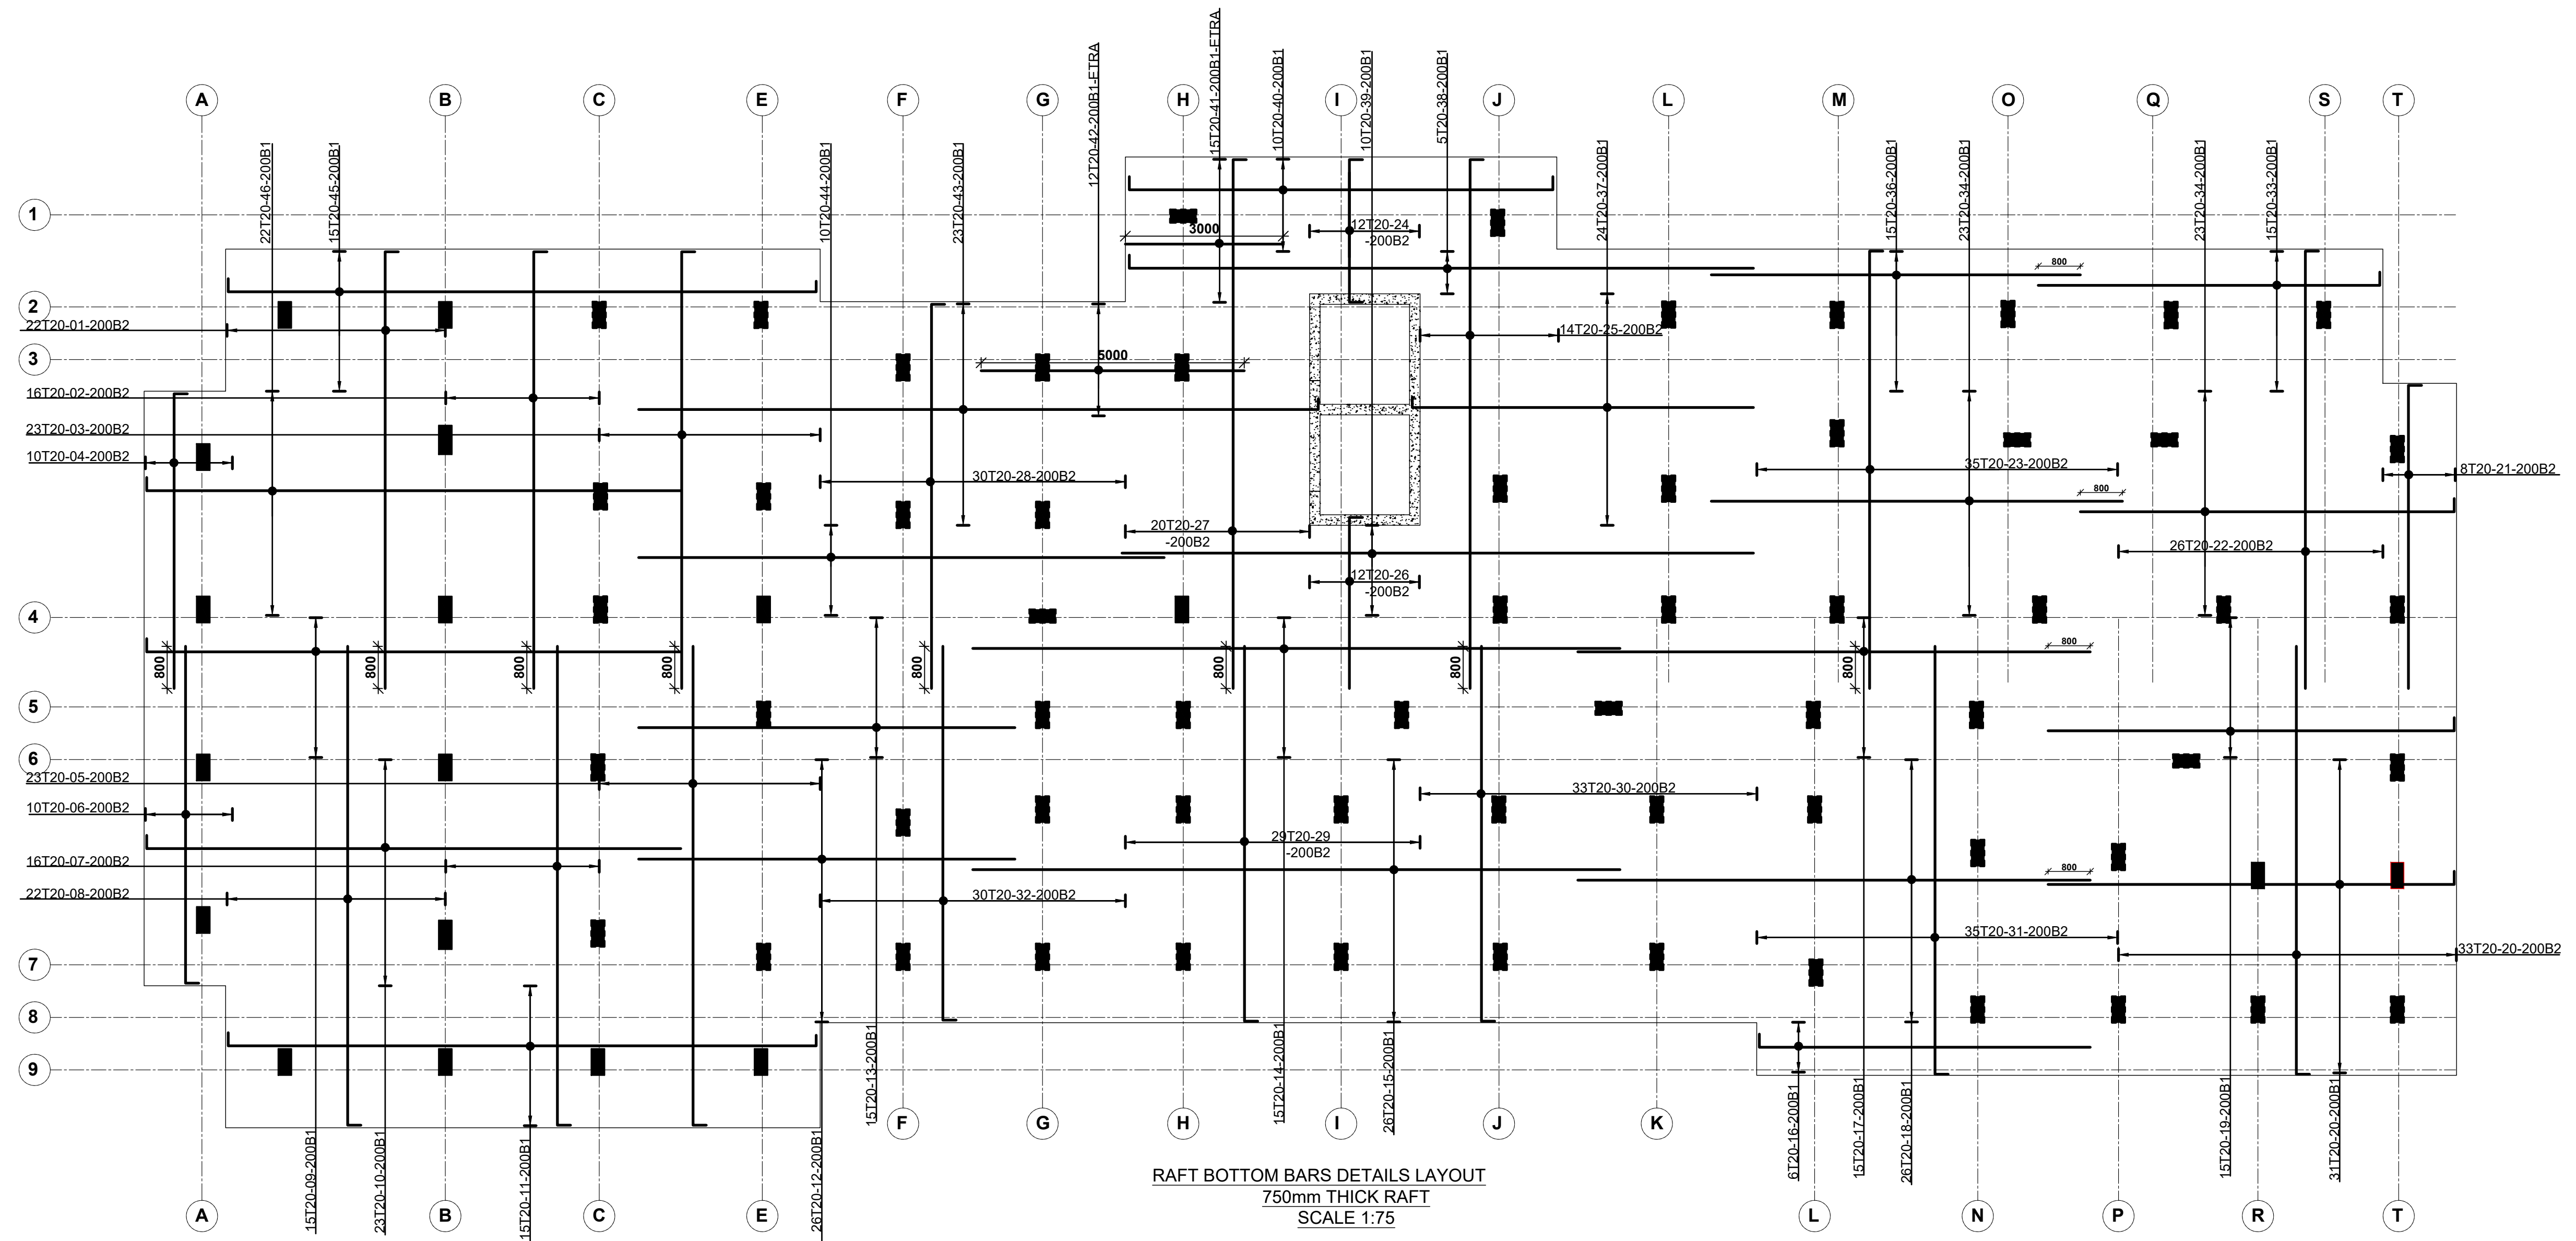 15T20-41-200B1-ETRA
12T20-42-200B1-ETRA
10T20-40-200B1
10T20-39-200B1
5T20-38-200B1
A B C E F G H I J L M O Q S T
22T20-46-200B1
15T20-45-200B1
10T20-44-200B1
23T20-43-200B1
24T20-37-200B1
15T20-36-200B1
23T20-34-200B1
23T20-34-200B1
15T20-33-200B1
1
3000
12T20-24
-200B2
800
2
22T20-01-200B2
14T20-25-200B2
3
5000
16T20-02-200B2
23T20-03-200B2
10T20-04-200B2
35T20-23-200B2
8T20-21-200B2
30T20-28-200B2
800
20T20-27
-200B2
26T20-22-200B2
12T20-26
-200B2
4
800
800 800 800 800 800 800 800 800
5
6
23T20-05-200B2
33T20-30-200B2
10T20-06-200B2
29T20-29
-200B2
16T20-07-200B2
800
22T20-08-200B2
30T20-32-200B2
35T20-31-200B2
33T20-20-200B2
7
8
9
15T20-09-200B1
23T20-10-200B1
15T20-11-200B1
26T20-12-200B1
15T20-13-200B1
15T20-14-200B1
26T20-15-200B1
6T20-16-200B1
15T20-17-200B1
26T20-18-200B1
15T20-19-200B1
31T20-20-200B1
F G H I J K
A B C E L N P R T
RAFT BOTTOM BARS DETAILS LAYOUT
750mm THICK RAFT
SCALE 1:75